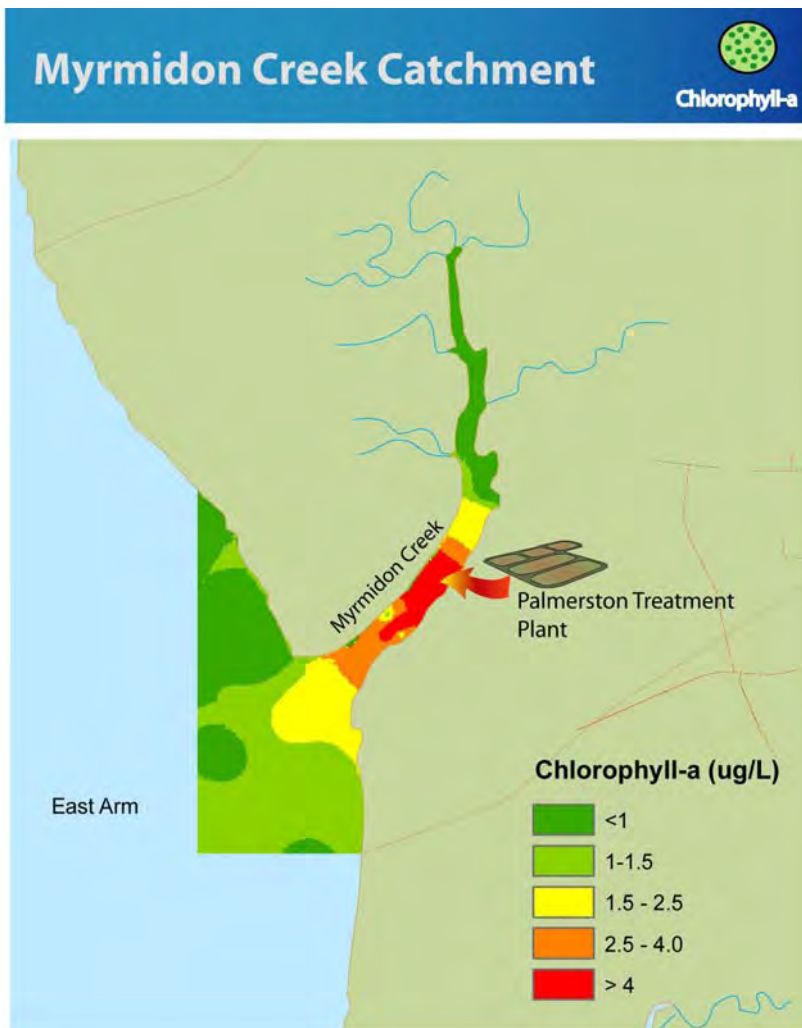 Myrmidon Creek Catchment
Chlorophyll-a
Myrmidon Creek
Palmerston Treatment
Plant
East Arm
Chlorophyll-a (ug/L)
<1
1-1.5
1.5 - 2.5
2.5 - 4.0
> 4